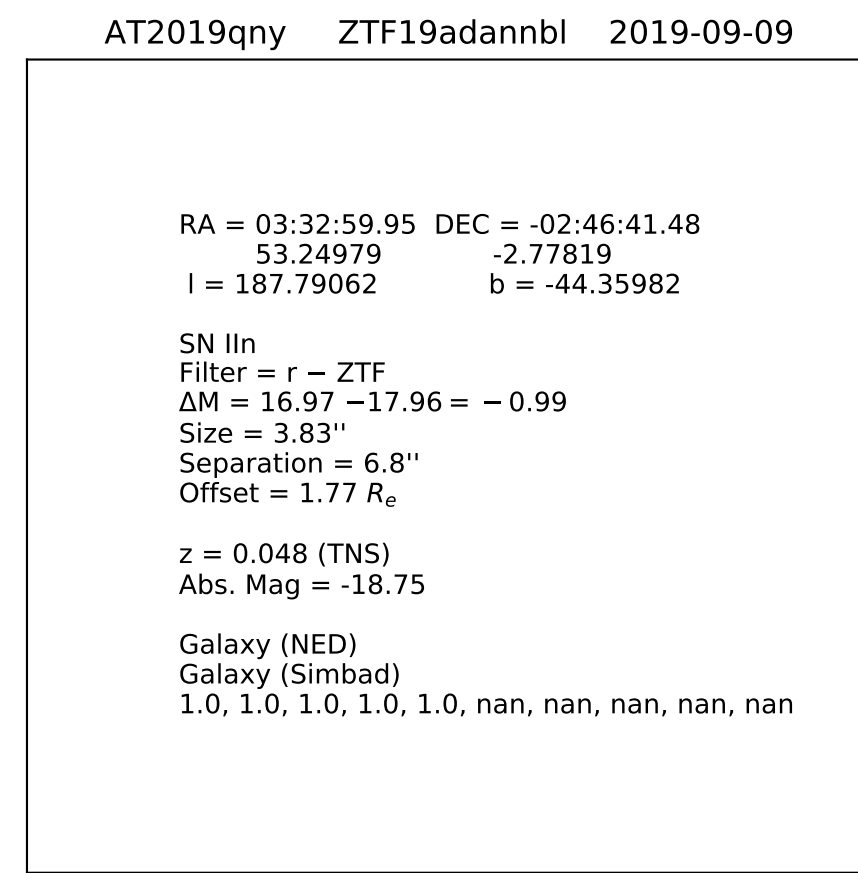 AT2019qny ZTF19adannbl 2019-09-09
RA = 03:32:59.95 DEC = -02:46:41.48
53.24979 -2.77819
l = 187.79062 b = -44.35982
SN IIn
Filter = r − ZTF
ΔM = 16.97 −17.96 = − 0.99
Size = 3.83''
Separation = 6.8''
Offset = 1.77 Re
z = 0.048 (TNS)
Abs. Mag = -18.75
Galaxy (NED)
Galaxy (Simbad)
1.0, 1.0, 1.0, 1.0, 1.0, nan, nan, nan, nan, nan